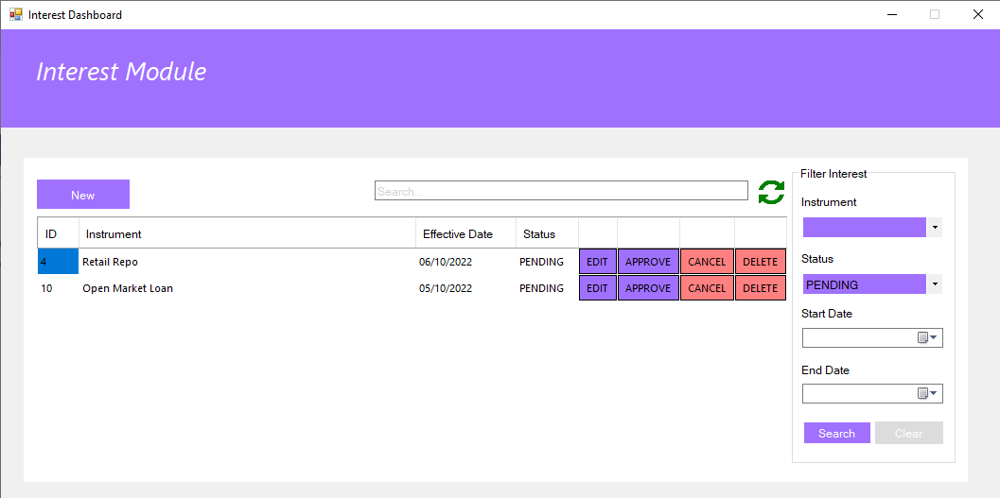 Interest Dashboard
Interest Module
New
Search...
ID Instrument Effective Date Status
4 Retail Repo 06/10/2022 PENDING EDIT APPROVE CANCEL DELETE
10 Open Market Loan 05/10/2022 PENDING EDIT APPROVE CANCEL DELETE
Filter Interest
Instrument
Status
PENDING
Start Date
End Date
Search Clear